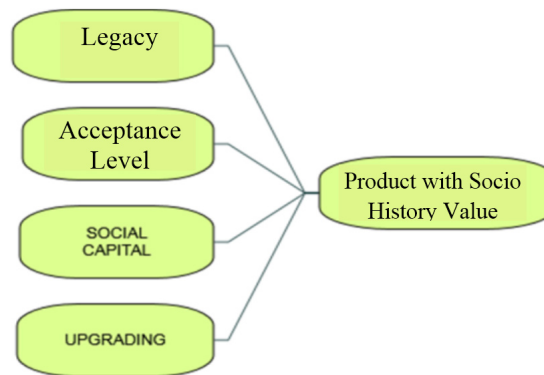 Legacy
Acceptance
Level
SOCIAL
CAPITAL
UPGRADING
Product with Socio
History Value